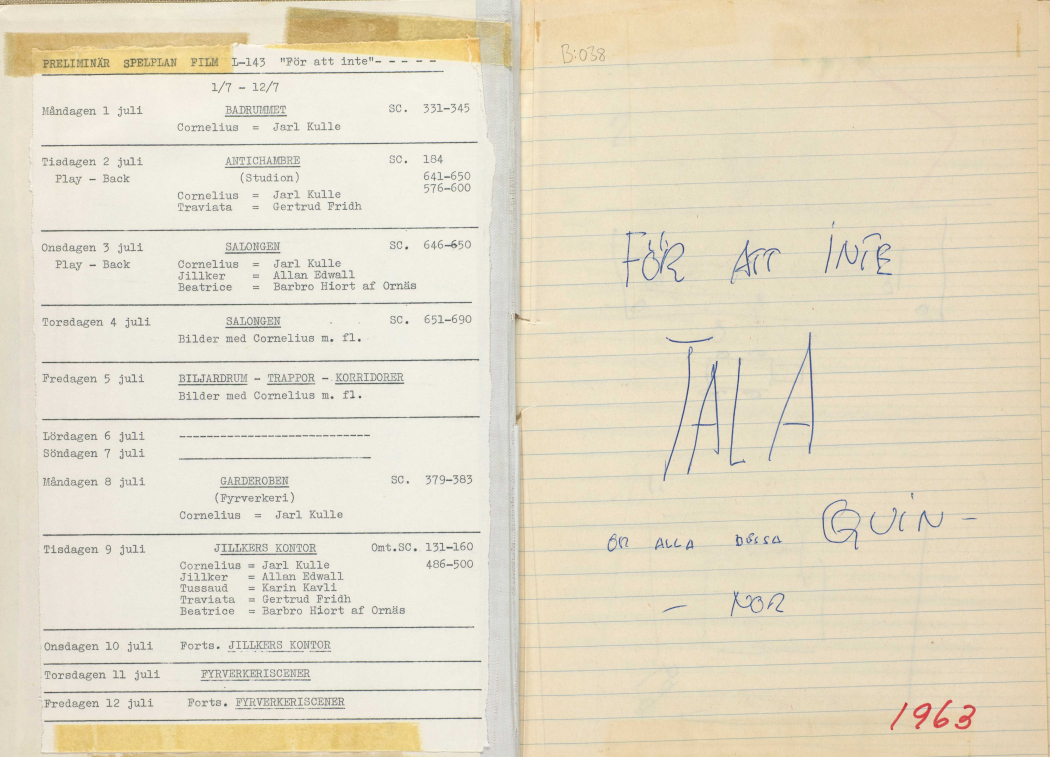 PRELIMINÄR SPELPLAN FILM L-143 "För att inte"- - - - -
1/7 - 12/7
Måndagen 1 juli BADRUMMET SC. 331-345
Cornelius = Jarl Kulle
Tisdagen 2 juli ANTICHAMBRE SC. 184
Play - Back (Studion) 641-650
576-600
Cornelius = Jarl Kulle
Traviata = Gertrud Fridh
Onsdagen 3 juli SALONGEN SC. 646-650
Play - Back Cornelius = Jarl Kulle
Jillker = Allan Edwall
Beatrice = Barbro Hiort af Ornäs
Torsdagen 4 juli SALONGEN SC. 651-690
Bilder med Cornelius m. fl.
Fredagen 5 juli BILJARDRUM - TRAPPOR - KORRIDORER
Bilder med Cornelius m. fl.
Lördagen 6 juli ----------------------------
Söndagen 7 juli
Måndagen 8 juli GARDEROBEN SC. 379-383
(Fyrverkeri)
Cornelius = Jarl Kulle
Tisdagen 9 juli JILLKERS KONTOR Omt.SC. 131-160
Cornelius = Jarl Kulle 486-500
Jillker = Allan Edwall
Tussaud = Karin Kavli
Traviata = Gertrud Fridh
Beatrice = Barbro Hiort af Ornäs
Onsdagen 10 juli Forts. JILLKERS KONTOR
Torsdagen 11 juli FYRVERKERISCENER
Fredagen 12 juli Forts. FYRVERKERISCENER
B:038
FÖR ATT INTE
TALA
OM ALLA DESSA QUIN-
- NOR
1963